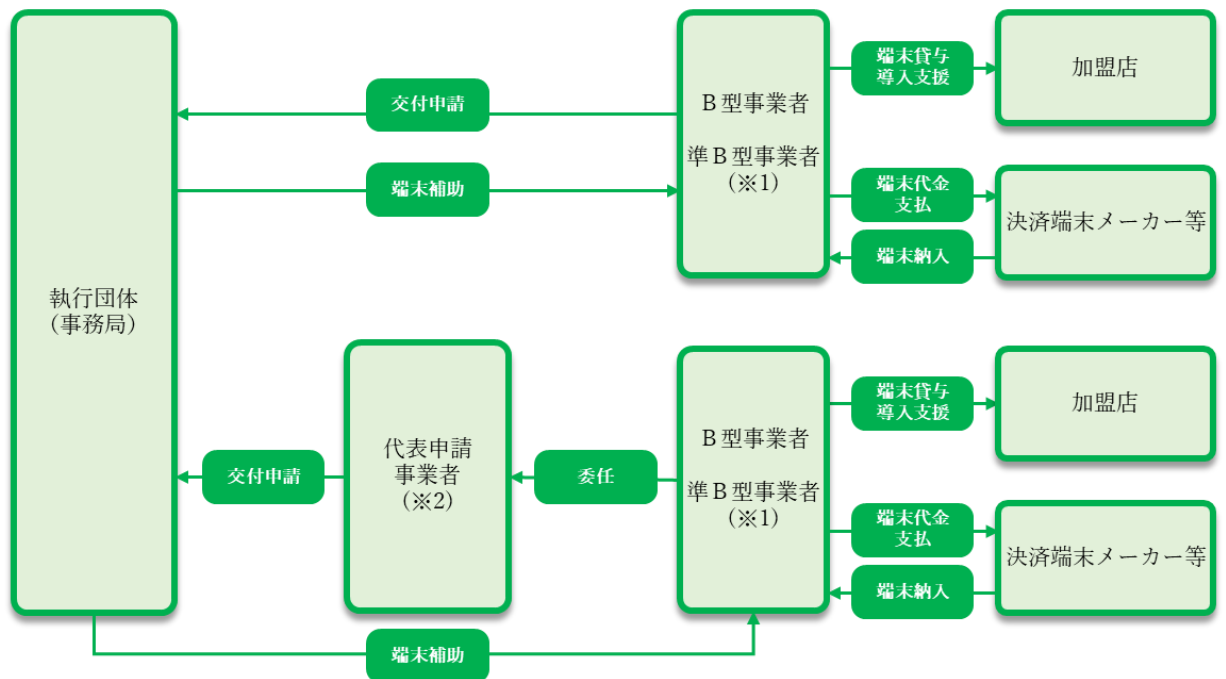 執行団体
（事務局）
交付申請
端末補助
Ｂ型事業者
準Ｂ型事業者
（※1）
端末貸与
導入支援
加盟店
端末代金
支払
端末納入
決済端末メーカー等
代表申請
事業者
（※2）
交付申請
委任
端末補助
Ｂ型事業者
準Ｂ型事業者
（※1）
端末貸与
導入支援
加盟店
端末代金
支払
端末納入
決済端末メーカー等